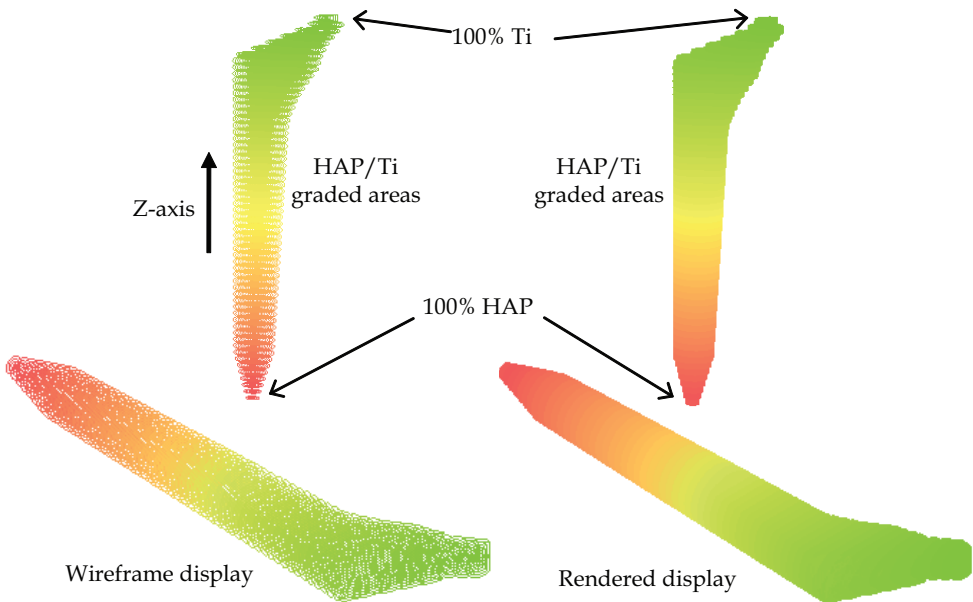 100% Ti
HAP/Ti
graded areas
HAP/Ti
graded areas
Z-axis
100% HAP
Wireframe display
Rendered display